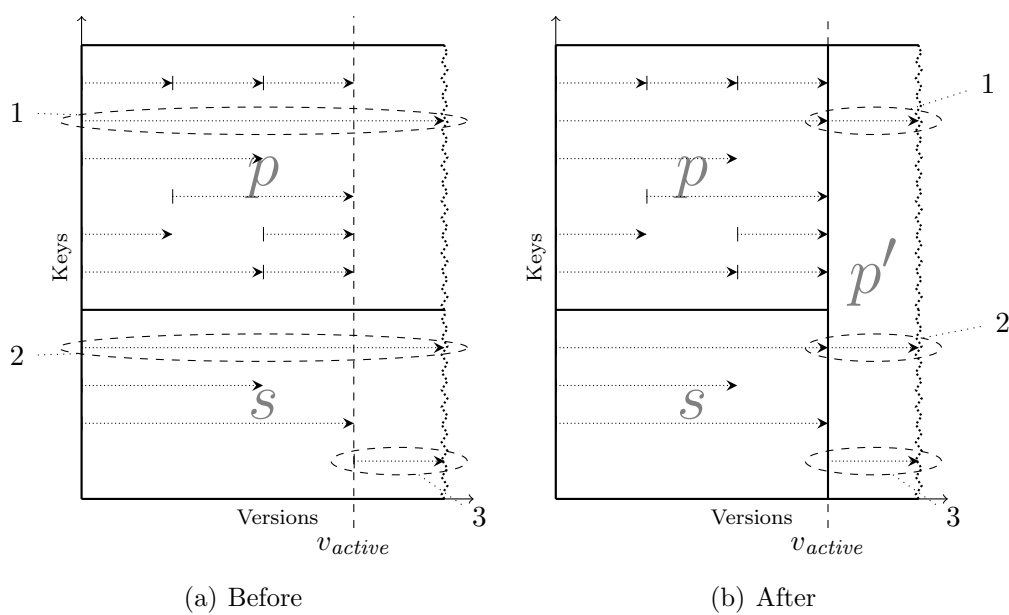 1
p
Keys
2
s
Versions
3
v_active
(a) Before
1
p
Keys
p′
2
s
Versions
3
v_active
(b) After